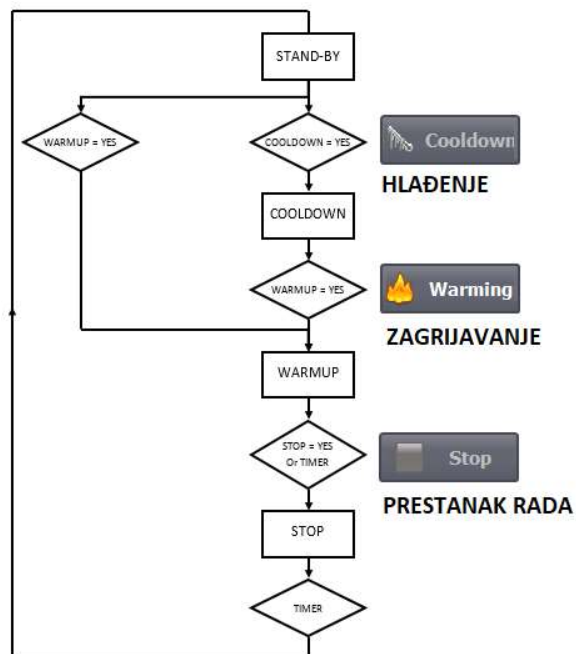 STAND-BY
WARMUP = YES
COOLDOWN = YES
Cooldown
HLAĐENJE
COOLDOWN
WARMUP = YES
Warming
ZAGRIJAVANJE
WARMUP
STOP = YES
Or TIMER
Stop
PRESTANAK RADA
STOP
TIMER